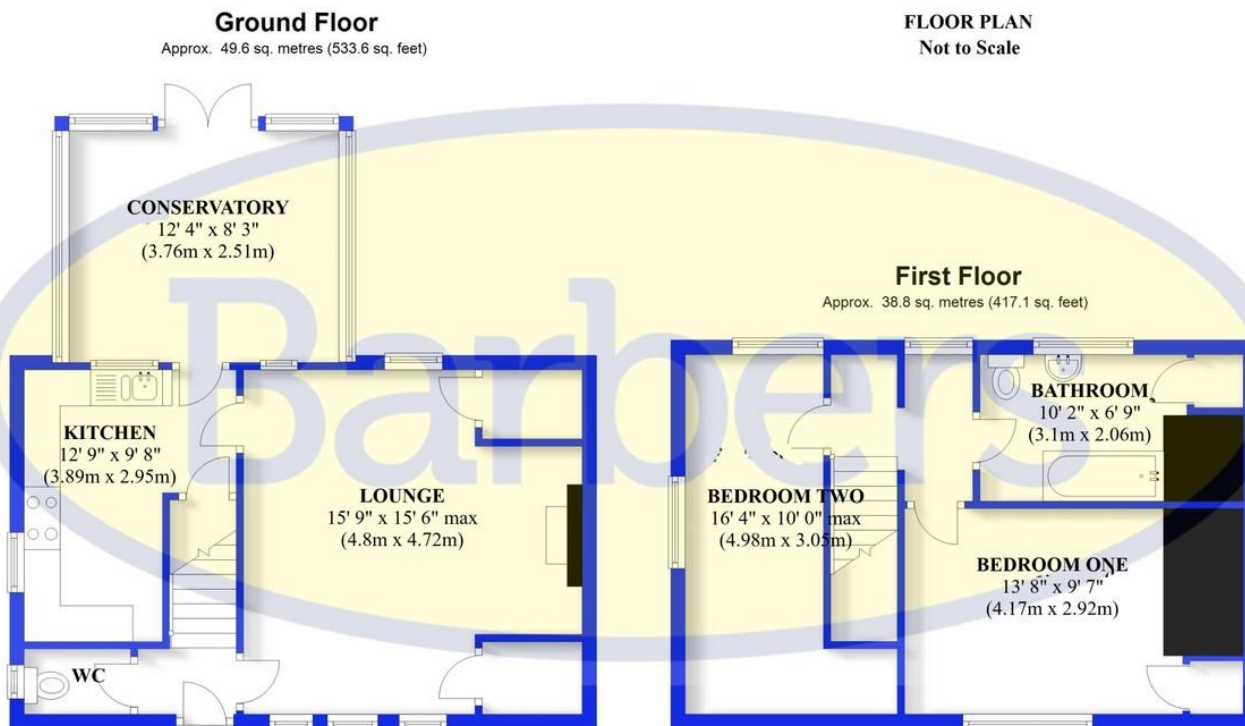 Ground Floor
Approx. 49.6 sq. metres (533.6 sq. feet)
FLOOR PLAN
Not to Scale
CONSERVATORY
12' 4" x 8' 3"
(3.76m x 2.51m)
First Floor
Approx. 38.8 sq. metres (417.1 sq. feet)
Barbers
KITCHEN
12' 9" x 9' 8"
(3.89m x 2.95m)
LOUNGE
15' 9" x 15' 6" max
(4.8m x 4.72m)
WC
BEDROOM TWO
16' 4" x 10' 0" max
(4.98m x 3.05m)
BATHROOM
10' 2" x 6' 9"
(3.1m x 2.06m)
BEDROOM ONE
13' 8" x 9' 7"
(4.17m x 2.92m)